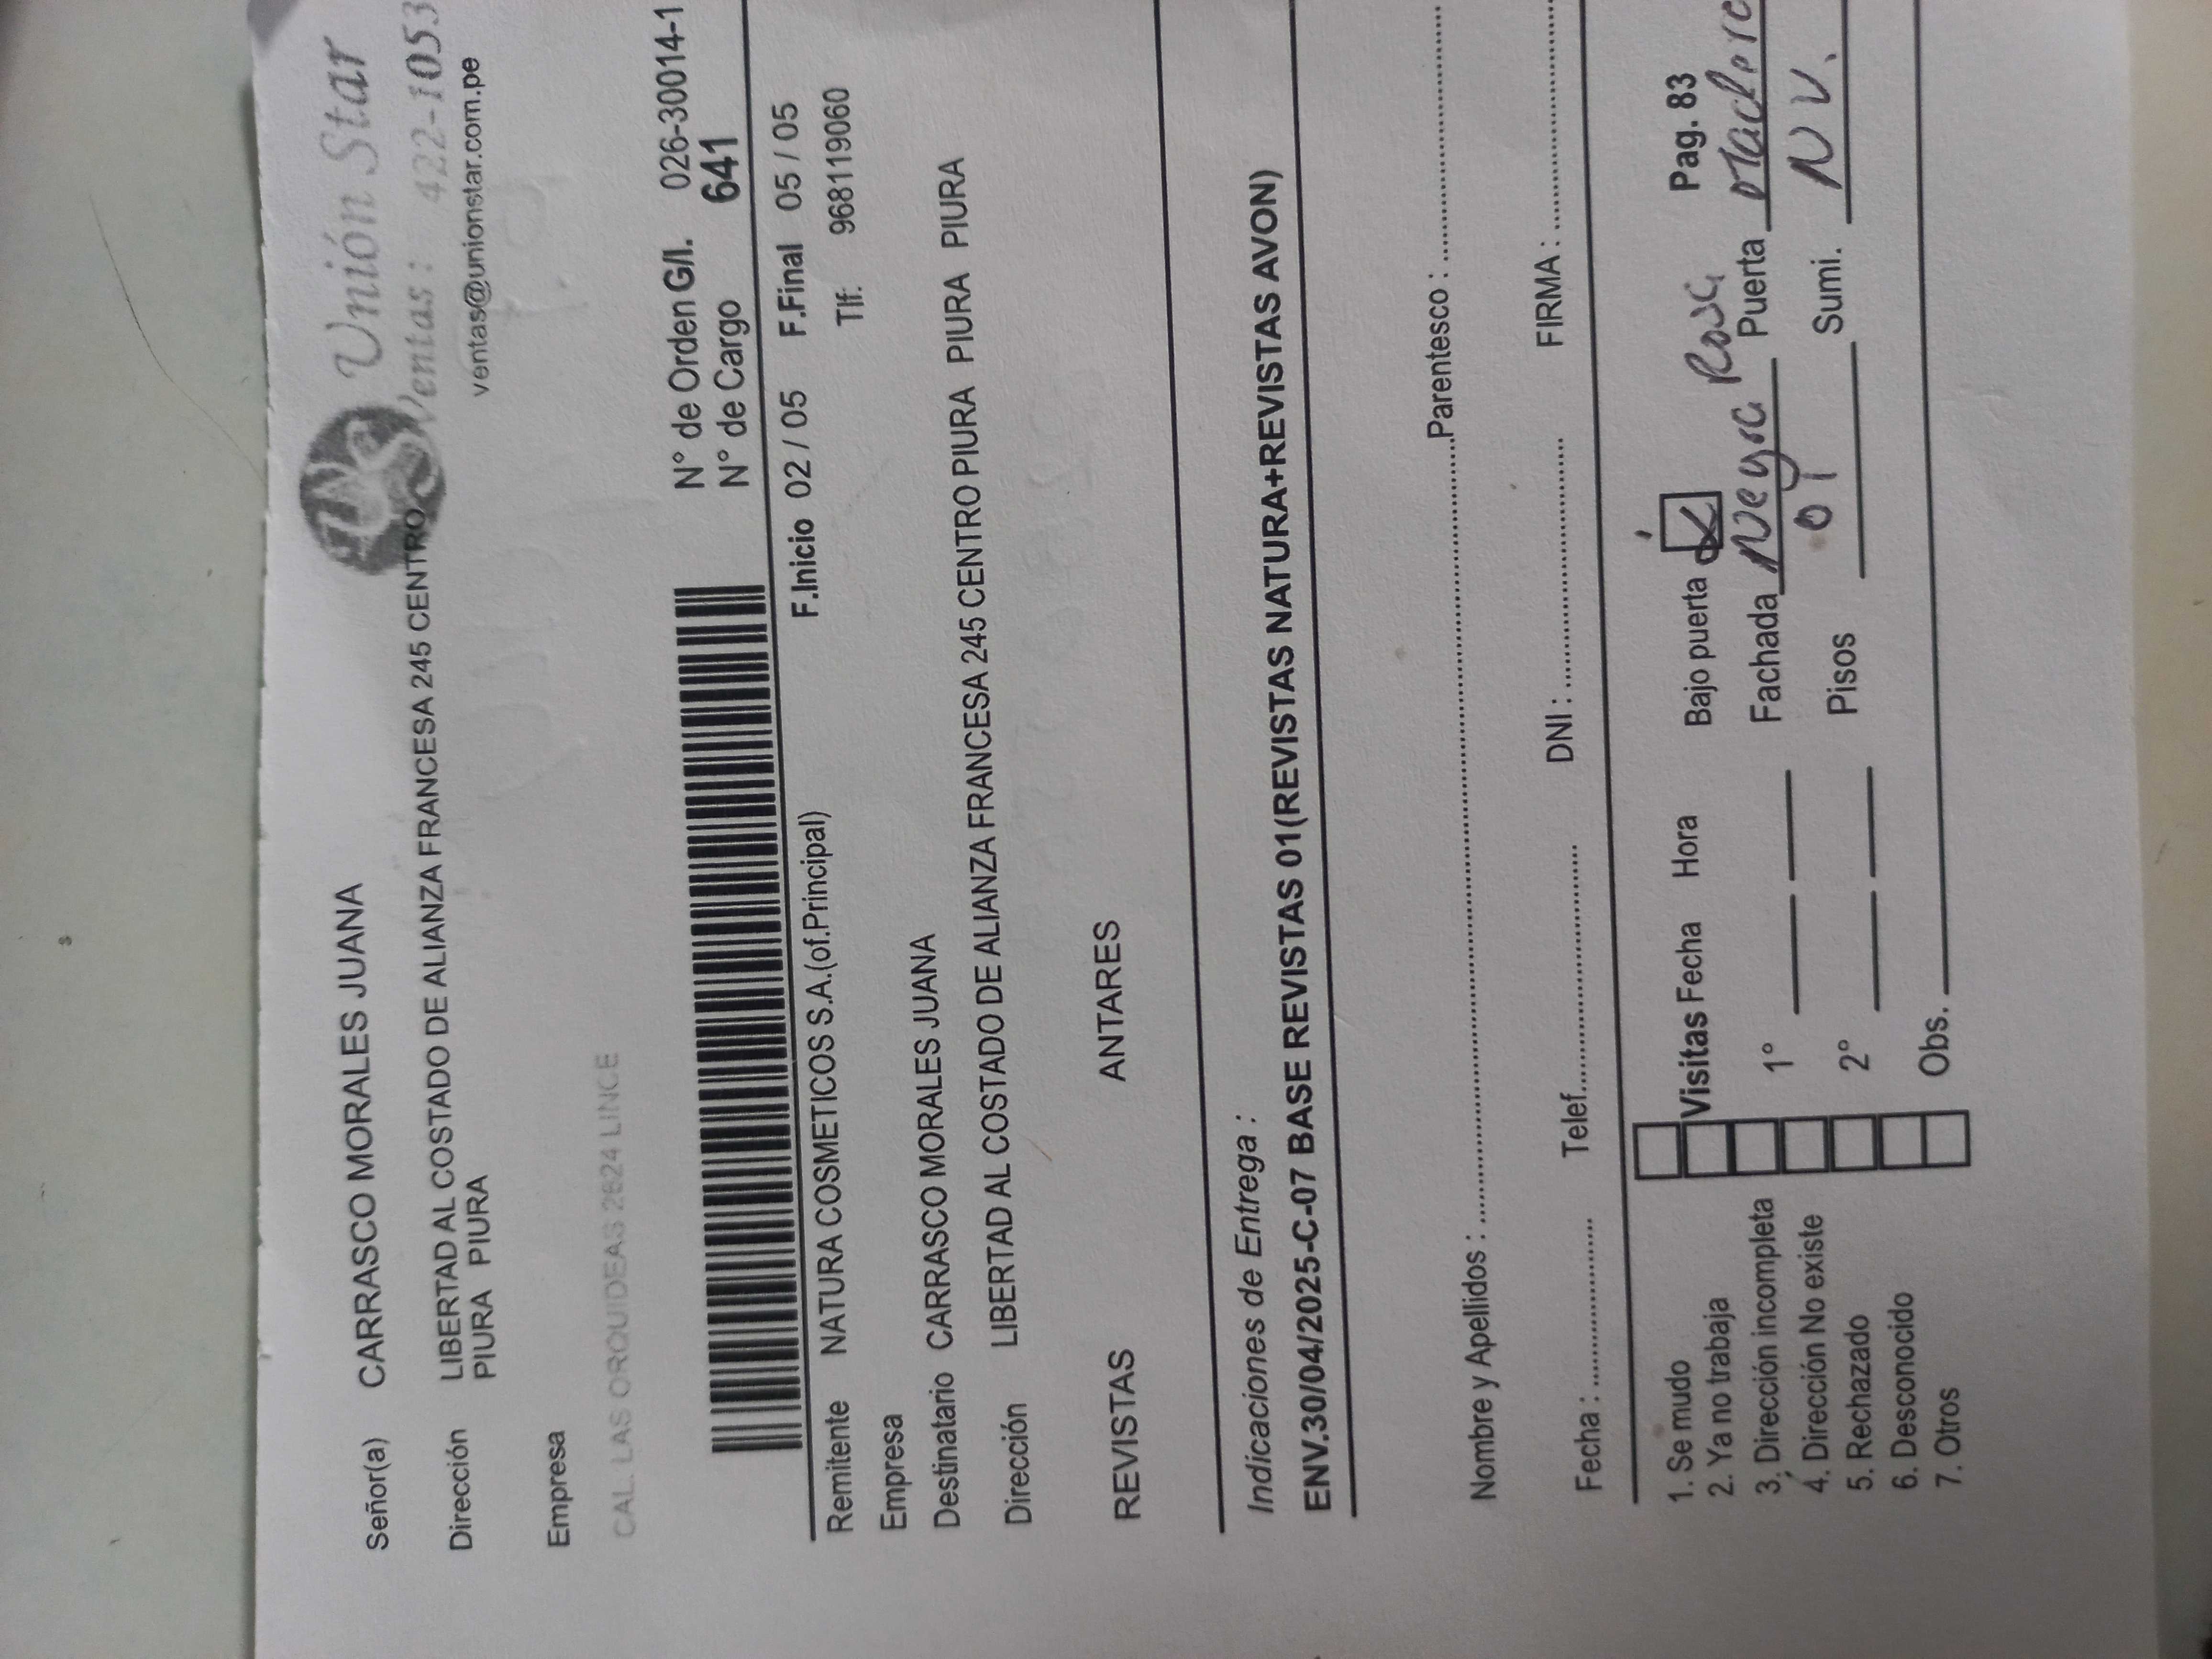 Unión Star
Ventas : 422-1053
ventas@unionstar.com.pe
Señor(a) CARRASCO MORALES JUANA
Dirección LIBERTAD AL COSTADO DE ALIANZA FRANCESA 245 CENTRO
PIURA PIURA
Empresa
CAL. LAS ORQUIDEAS 2624 LINCE
N° de Orden G/I. 026-30014-1
N° de Cargo 641
F.Inicio 02 / 05 F.Final 05 / 05
Remitente NATURA COSMETICOS S.A.(of.Principal) Tlf. 968119060
Empresa
Destinatario CARRASCO MORALES JUANA
Dirección LIBERTAD AL COSTADO DE ALIANZA FRANCESA 245 CENTRO PIURA PIURA PIURA
REVISTAS ANTARES
Indicaciones de Entrega :
ENV.30/04/2025-C-07 BASE REVISTAS 01(REVISTAS NATURA+REVISTAS AVON)
Nombre y Apellidos : Parentesco :
Fecha : Telef. DNI : FIRMA :
1. Se mudo
2. Ya no trabaja
3. Dirección incompleta
4. Dirección No existe
5. Rechazado
6. Desconocido
7. Otros
Visitas Fecha Hora Bajo puerta Pag. 83
1° Fachada Negra Rosa Puerta
2° Pisos 01 Sumi. NV.
Obs.